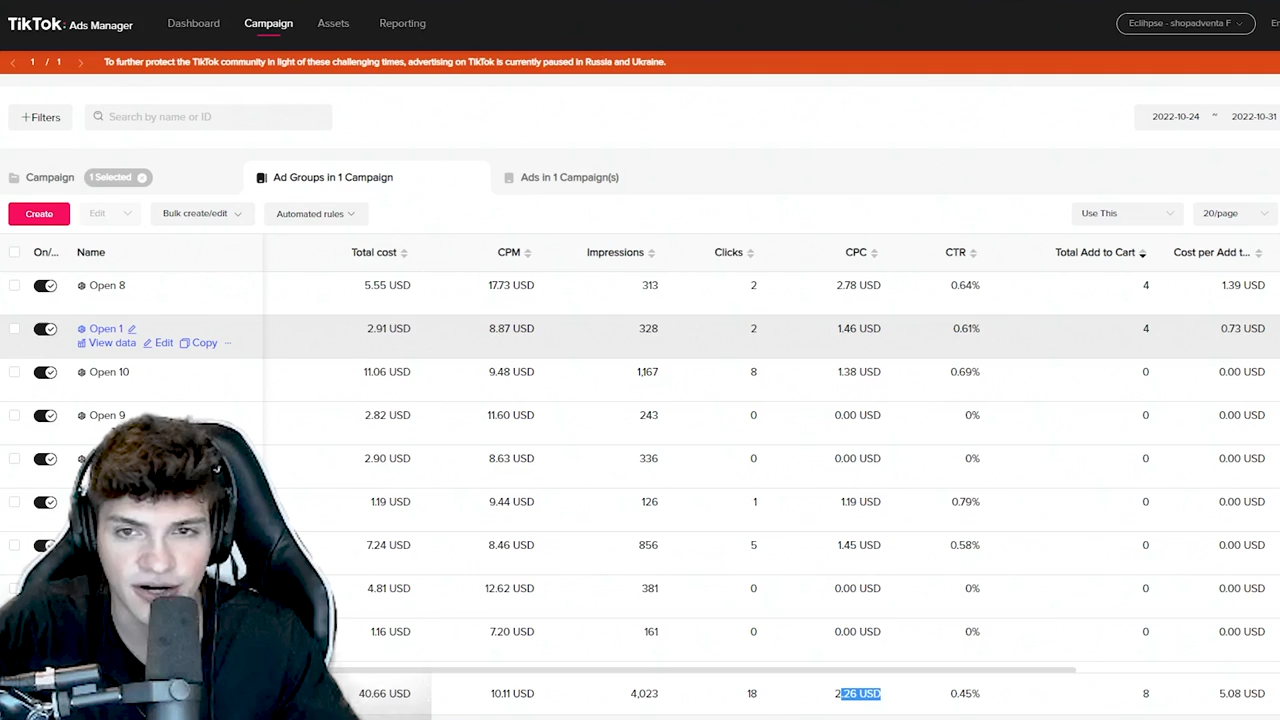 TikTok: Ads Manager Dashboard Campaign Assets Reporting Eclihpse - shopadventa F En
1 / 1 To further protect the TikTok community in light of these challenging times, advertising on TikTok is currently paused in Russia and Ukraine.
+Filters Search by name or ID 2022-10-24 ~ 2022-10-31
Campaign 1 Selected Ad Groups in 1 Campaign Ads in 1 Campaign(s)
Create Edit Bulk create/edit Automated rules Use This 20/page
On/... Name Total cost CPM Impressions Clicks CPC CTR Total Add to Cart Cost per Add t...
Open 8 5.55 USD 17.73 USD 313 2 2.78 USD 0.64% 4 1.39 USD
Open 1 2.91 USD 8.87 USD 328 2 1.46 USD 0.61% 4 0.73 USD
View data Edit Copy ...
Open 10 11.06 USD 9.48 USD 1,167 8 1.38 USD 0.69% 0 0.00 USD
Open 9 2.82 USD 11.60 USD 243 0 0.00 USD 0% 0 0.00 USD
2.90 USD 8.63 USD 336 0 0.00 USD 0% 0 0.00 USD
1.19 USD 9.44 USD 126 1 1.19 USD 0.79% 0 0.00 USD
7.24 USD 8.46 USD 856 5 1.45 USD 0.58% 0 0.00 USD
4.81 USD 12.62 USD 381 0 0.00 USD 0% 0 0.00 USD
1.16 USD 7.20 USD 161 0 0.00 USD 0% 0 0.00 USD
40.66 USD 10.11 USD 4,023 18 2.26 USD 0.45% 8 5.08 USD